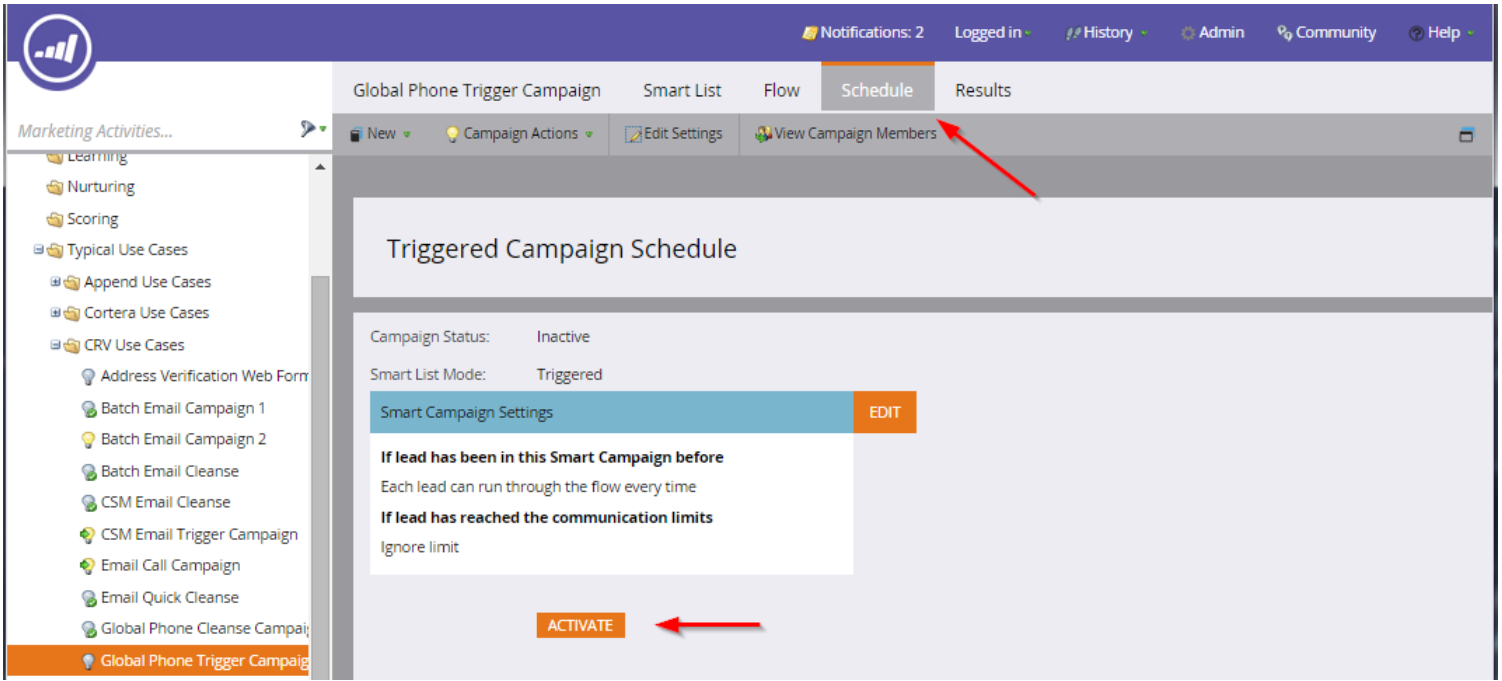 Notifications: 2 Logged in History Admin Community Help
Global Phone Trigger Campaign Smart List Flow Schedule Results
Marketing Activities...
New Campaign Actions Edit Settings View Campaign Members
Learning
Nurturing
Scoring
Typical Use Cases
Append Use Cases
Cortera Use Cases
CRV Use Cases
Address Verification Web Form
Batch Email Campaign 1
Batch Email Campaign 2
Batch Email Cleanse
CSM Email Cleanse
CSM Email Trigger Campaign
Email Call Campaign
Email Quick Cleanse
Global Phone Cleanse Campaig
Global Phone Trigger Campaig
Triggered Campaign Schedule
Campaign Status: Inactive
Smart List Mode: Triggered
Smart Campaign Settings EDIT
If lead has been in this Smart Campaign before
Each lead can run through the flow every time
If lead has reached the communication limits
Ignore limit
ACTIVATE